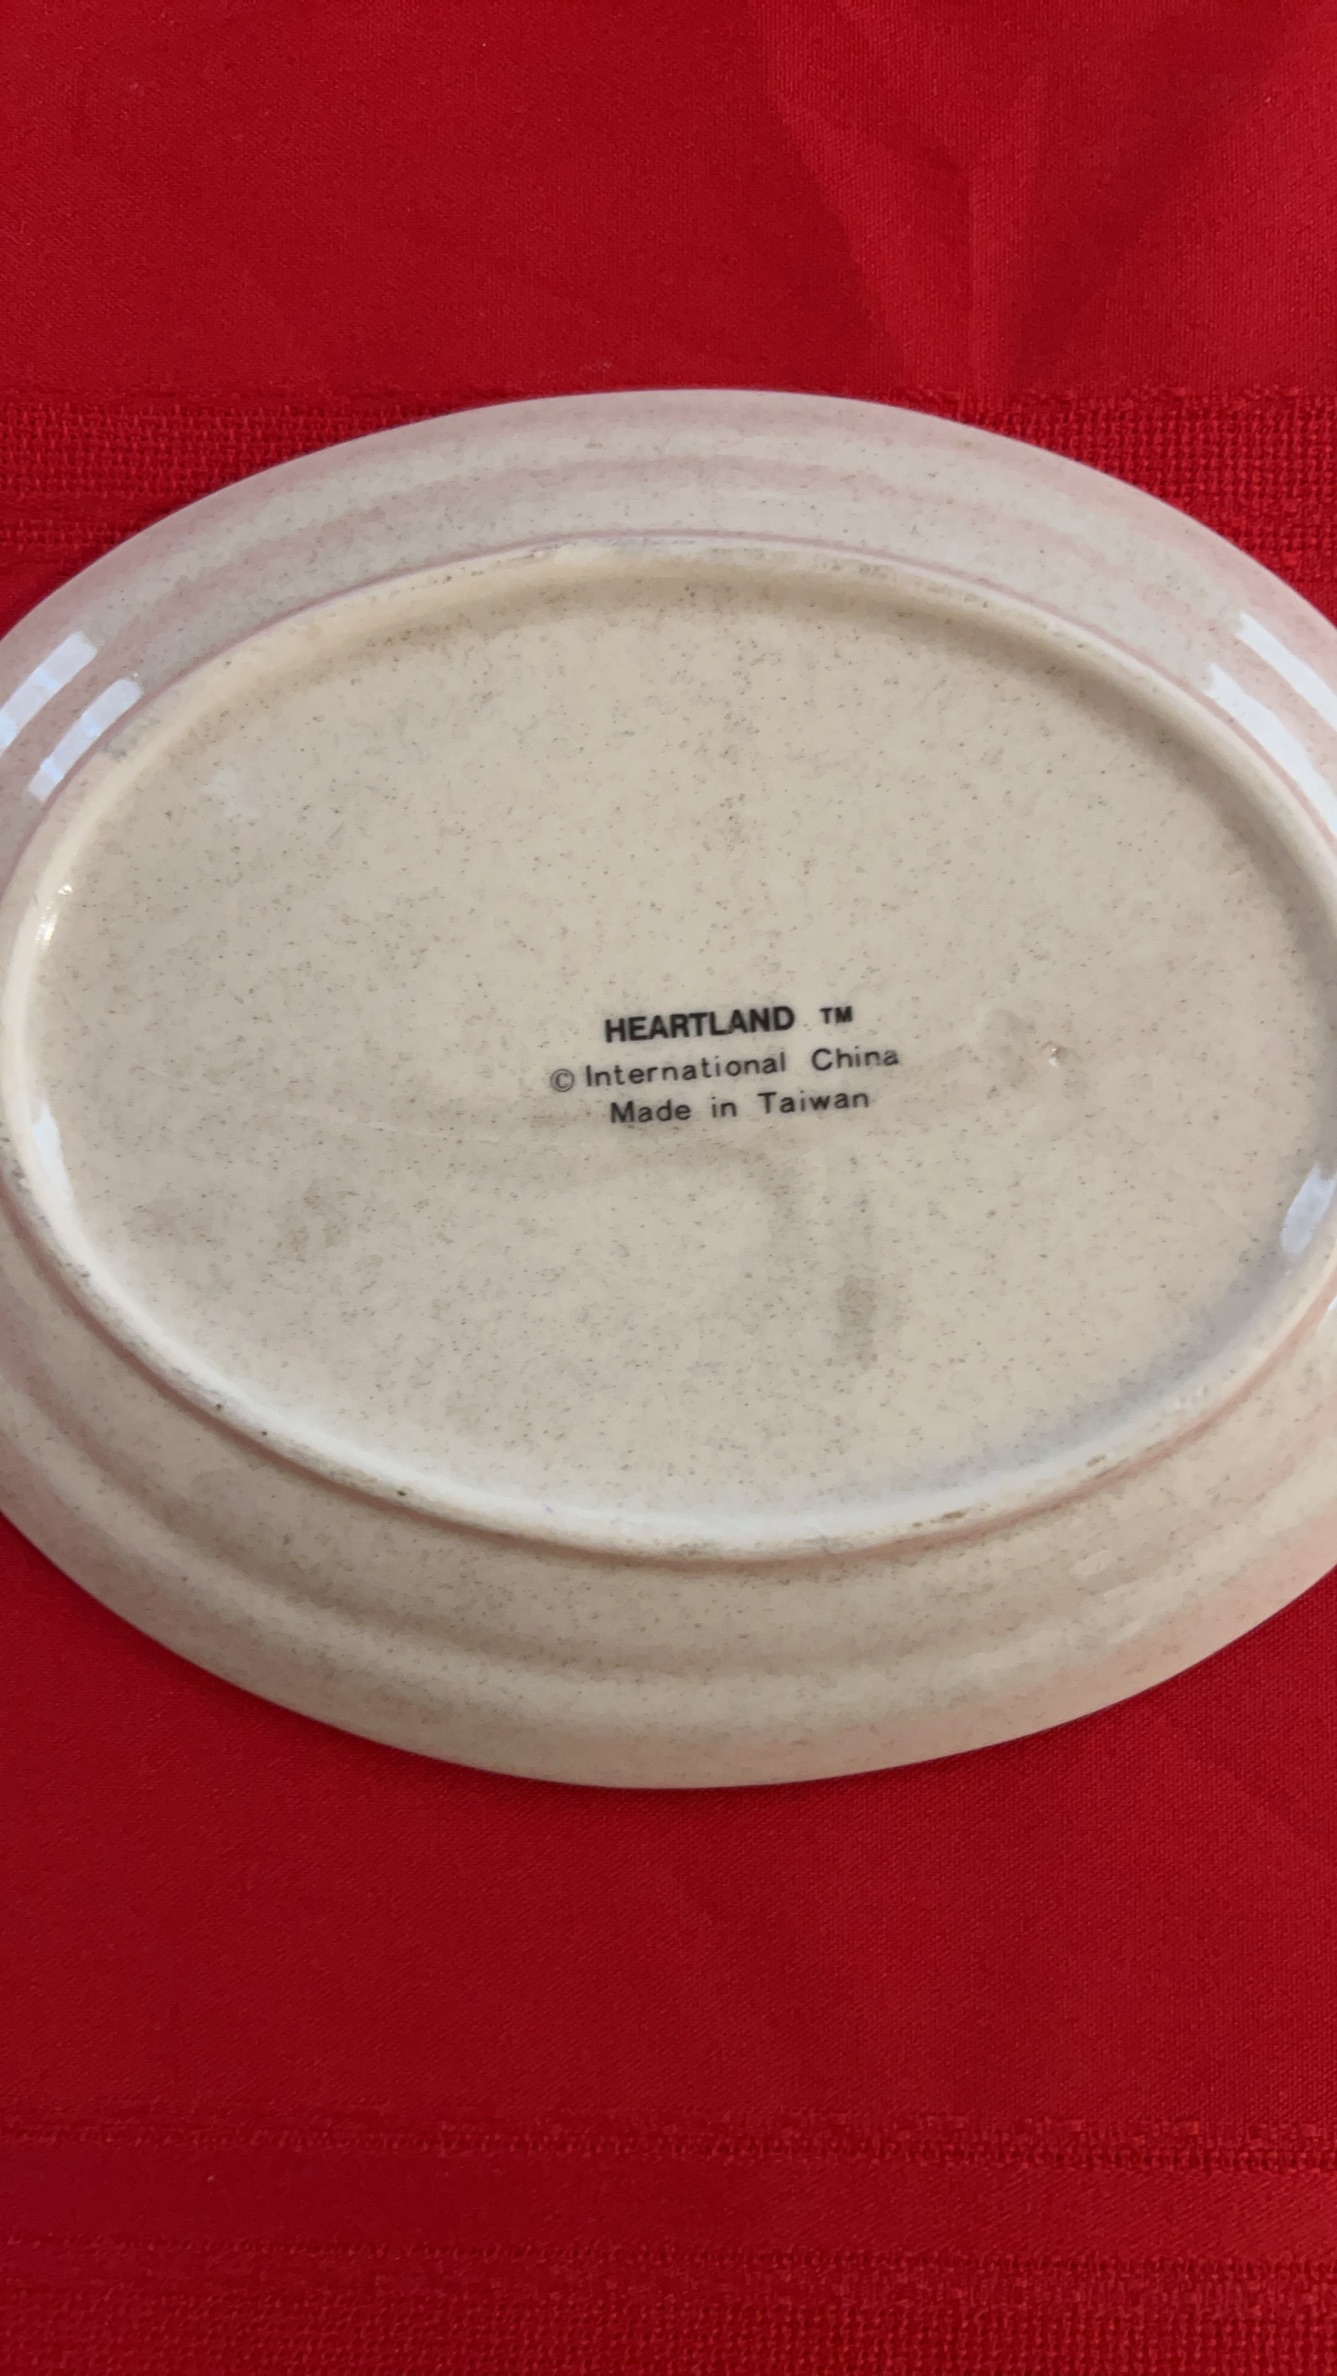 HEARTLAND ™
© International China
Made in Taiwan